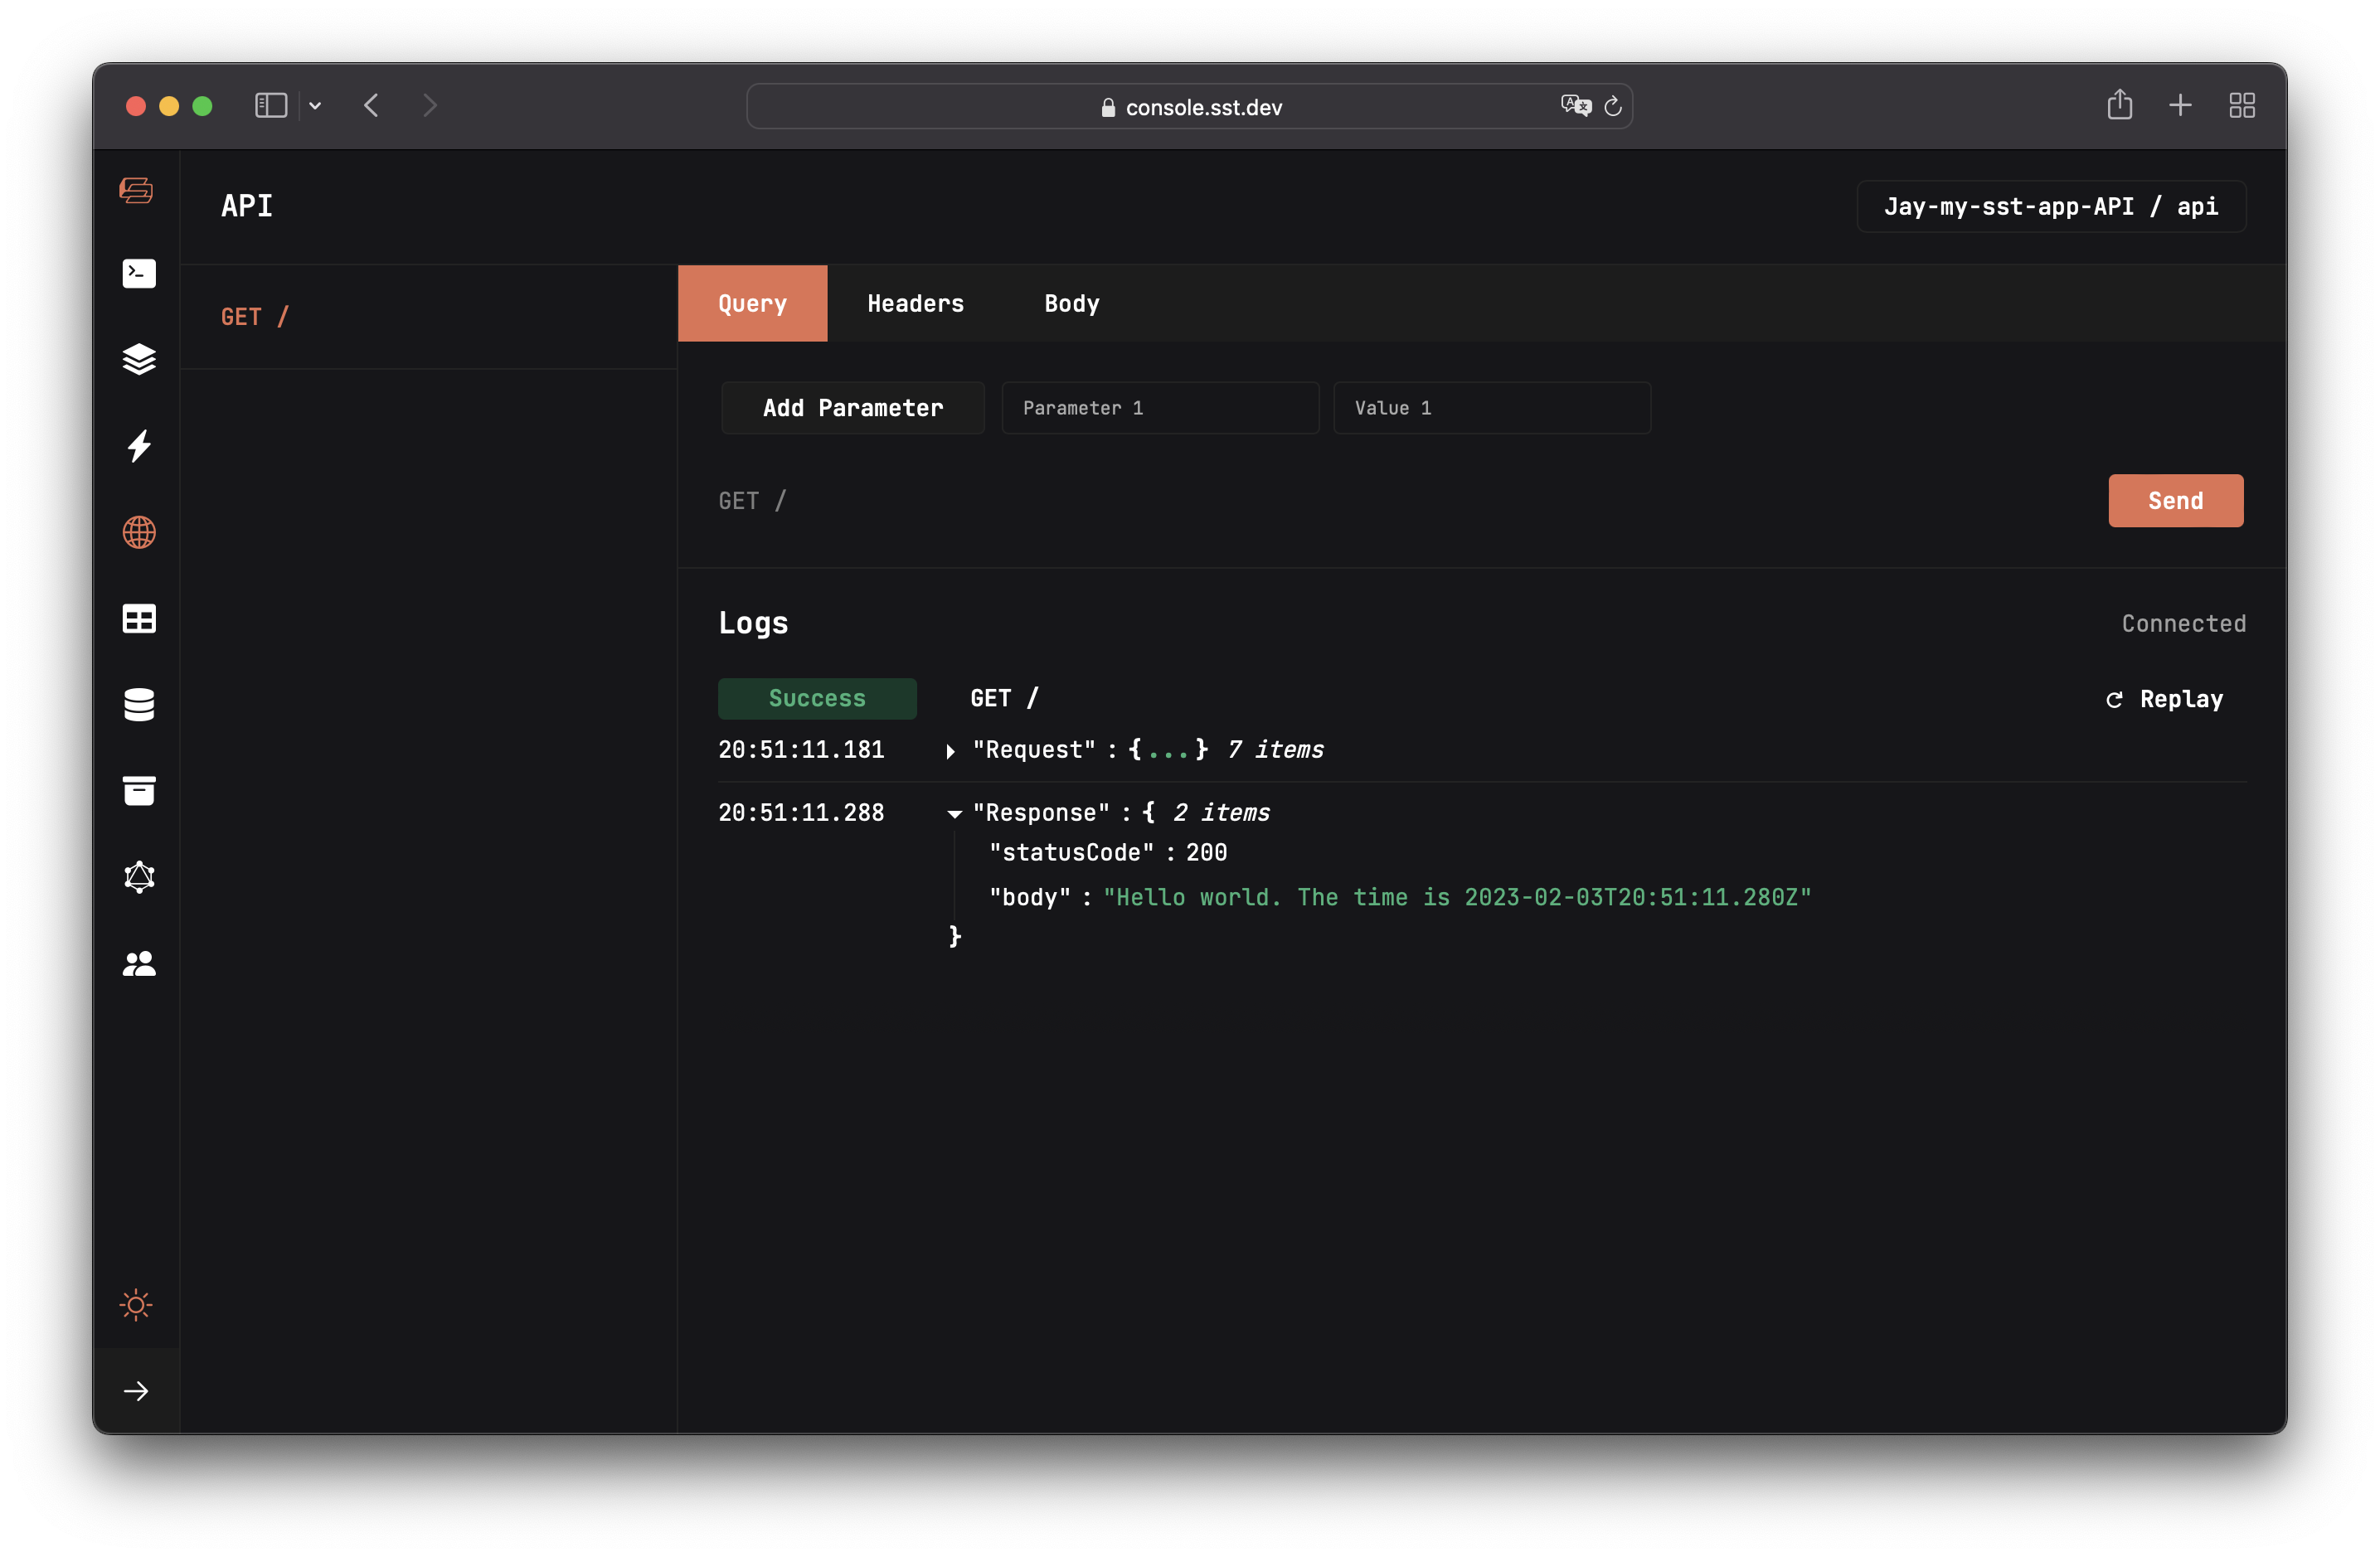 console.sst.dev
API
Jay-my-sst-app-API / api
GET /
Query Headers Body
Add Parameter Parameter 1 Value 1
GET / Send
Logs Connected
Success GET / Replay
20:51:11.181 "Request" : {...} 7 items
20:51:11.288 "Response" : { 2 items
"statusCode" : 200
"body" : "Hello world. The time is 2023-02-03T20:51:11.280Z"
}